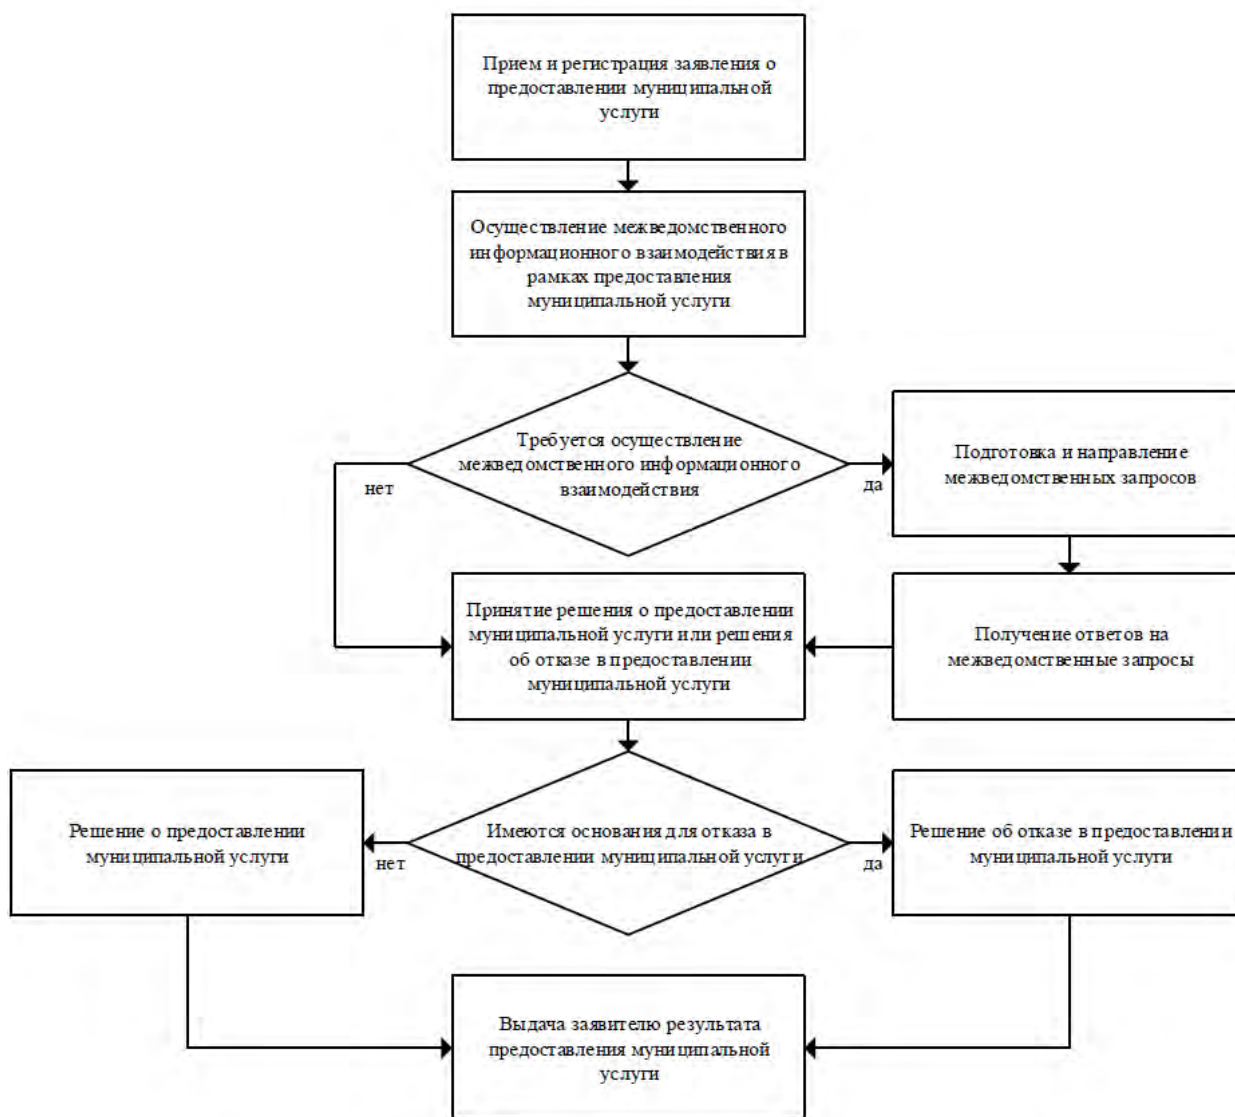 Прием и регистрация заявления о
предоставлении муниципальной
услуги
Осуществление межведомственного
информационного взаимодействия в
рамках предоставления
муниципальной услуги
Требуется осуществление
межведомственного информационного
взаимодействия
нет
да
Подготовка и направление
межведомственных запросов
Принятие решения о предоставлении
муниципальной услуги или решения
об отказе в предоставлении
муниципальной услуги
Получение ответов на
межведомственные запросы
Решение о предоставлении
муниципальной услуги
нет
Имеются основания для отказа в
предоставлении муниципальной услуги
да
Решение об отказе в предоставлении
муниципальной услуги
Выдача заявителю результата
предоставления муниципальной
услуги